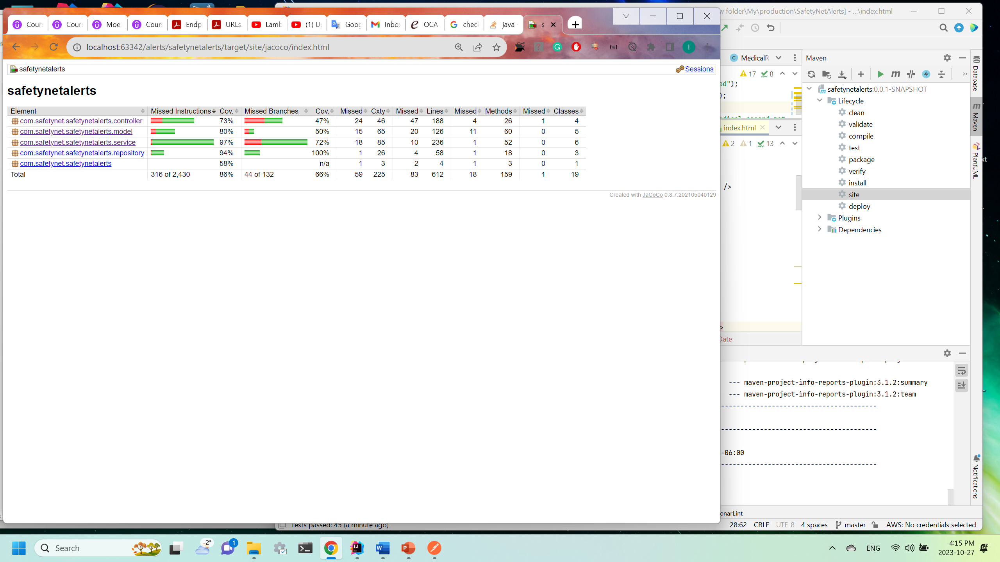 Cours
Cours
Moe
Cours
Endp
URLs.
Lamb
(1) Up
Goog
Inbox
OCA
check
java -
s
localhost:63342/alerts/safetynetalerts/target/site/jacoco/index.html
safetynetalerts
Sessions
safetynetalerts
Element Missed Instructions Cov. Missed Branches Cov. Missed Cxty Missed Lines Missed Methods Missed Classes
com.safetynet.safetynetalerts.controller 73% 47% 24 46 47 188 4 26 1 4
com.safetynet.safetynetalerts.model 80% 50% 15 65 20 126 11 60 0 5
com.safetynet.safetynetalerts.service 97% 72% 18 85 10 236 1 52 0 6
com.safetynet.safetynetalerts.repository 94% 100% 1 26 4 58 1 18 0 3
com.safetynet.safetynetalerts 58% n/a 1 3 2 4 1 3 0 1
Total 316 of 2,430 86% 44 of 132 66% 59 225 83 612 18 159 1 19
Created with JaCoCo 0.8.7.202105040129
w folder\My\production\SafetyNetAlerts] - ...\index.html
MedicalR
17 8
ed");
);
index.html
2 1 13
/>
>
Date
Maven
safetynetalerts:0.0.1-SNAPSHOT
Lifecycle
clean
validate
compile
test
package
verify
install
site
deploy
Plugins
Dependencies
Database
m Maven
PlantUML
Notifications
--- maven-project-info-reports-plugin:3.1.2:summary
--- maven-project-info-reports-plugin:3.1.2:team
----------------------------------------
----------------------------------------
-06:00
----------------------------------------
onarLint
Tests passed: 45 (a minute ago)
28:62 CRLF UTF-8 4 spaces master AWS: No credentials selected
Search
-2°
1
ENG
4:15 PM
2023-10-27